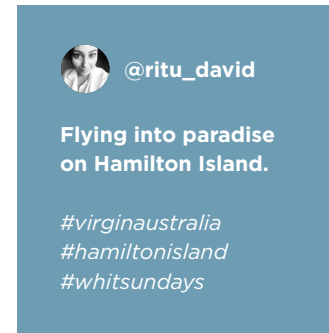 @ritu_david
Flying into paradise
on Hamilton Island.
#virginaustralia
#hamiltonisland
#whitsundays